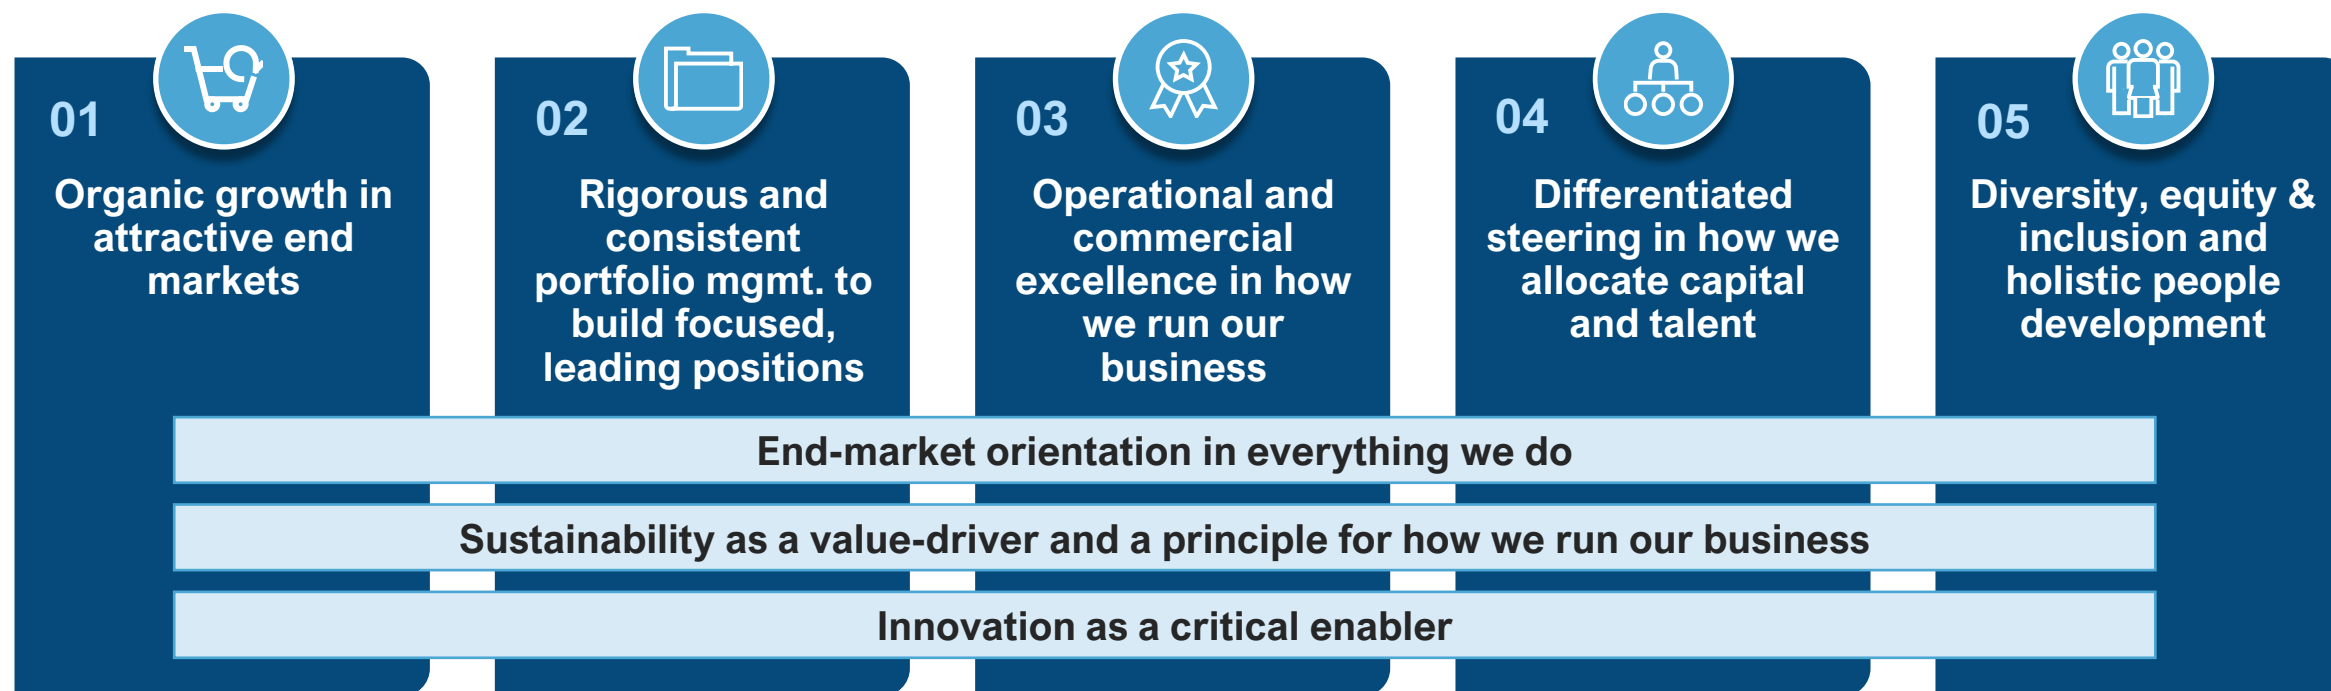 01
Organic growth in
attractive end
markets
02
Rigorous and
consistent
portfolio mgmt. to
build focused,
leading positions
03
Operational and
commercial
excellence in how
we run our
business
04
Differentiated
steering in how we
allocate capital
and talent
05
Diversity, equity &
inclusion and
holistic people
development
End-market orientation in everything we do
Sustainability as a value-driver and a principle for how we run our business
Innovation as a critical enabler